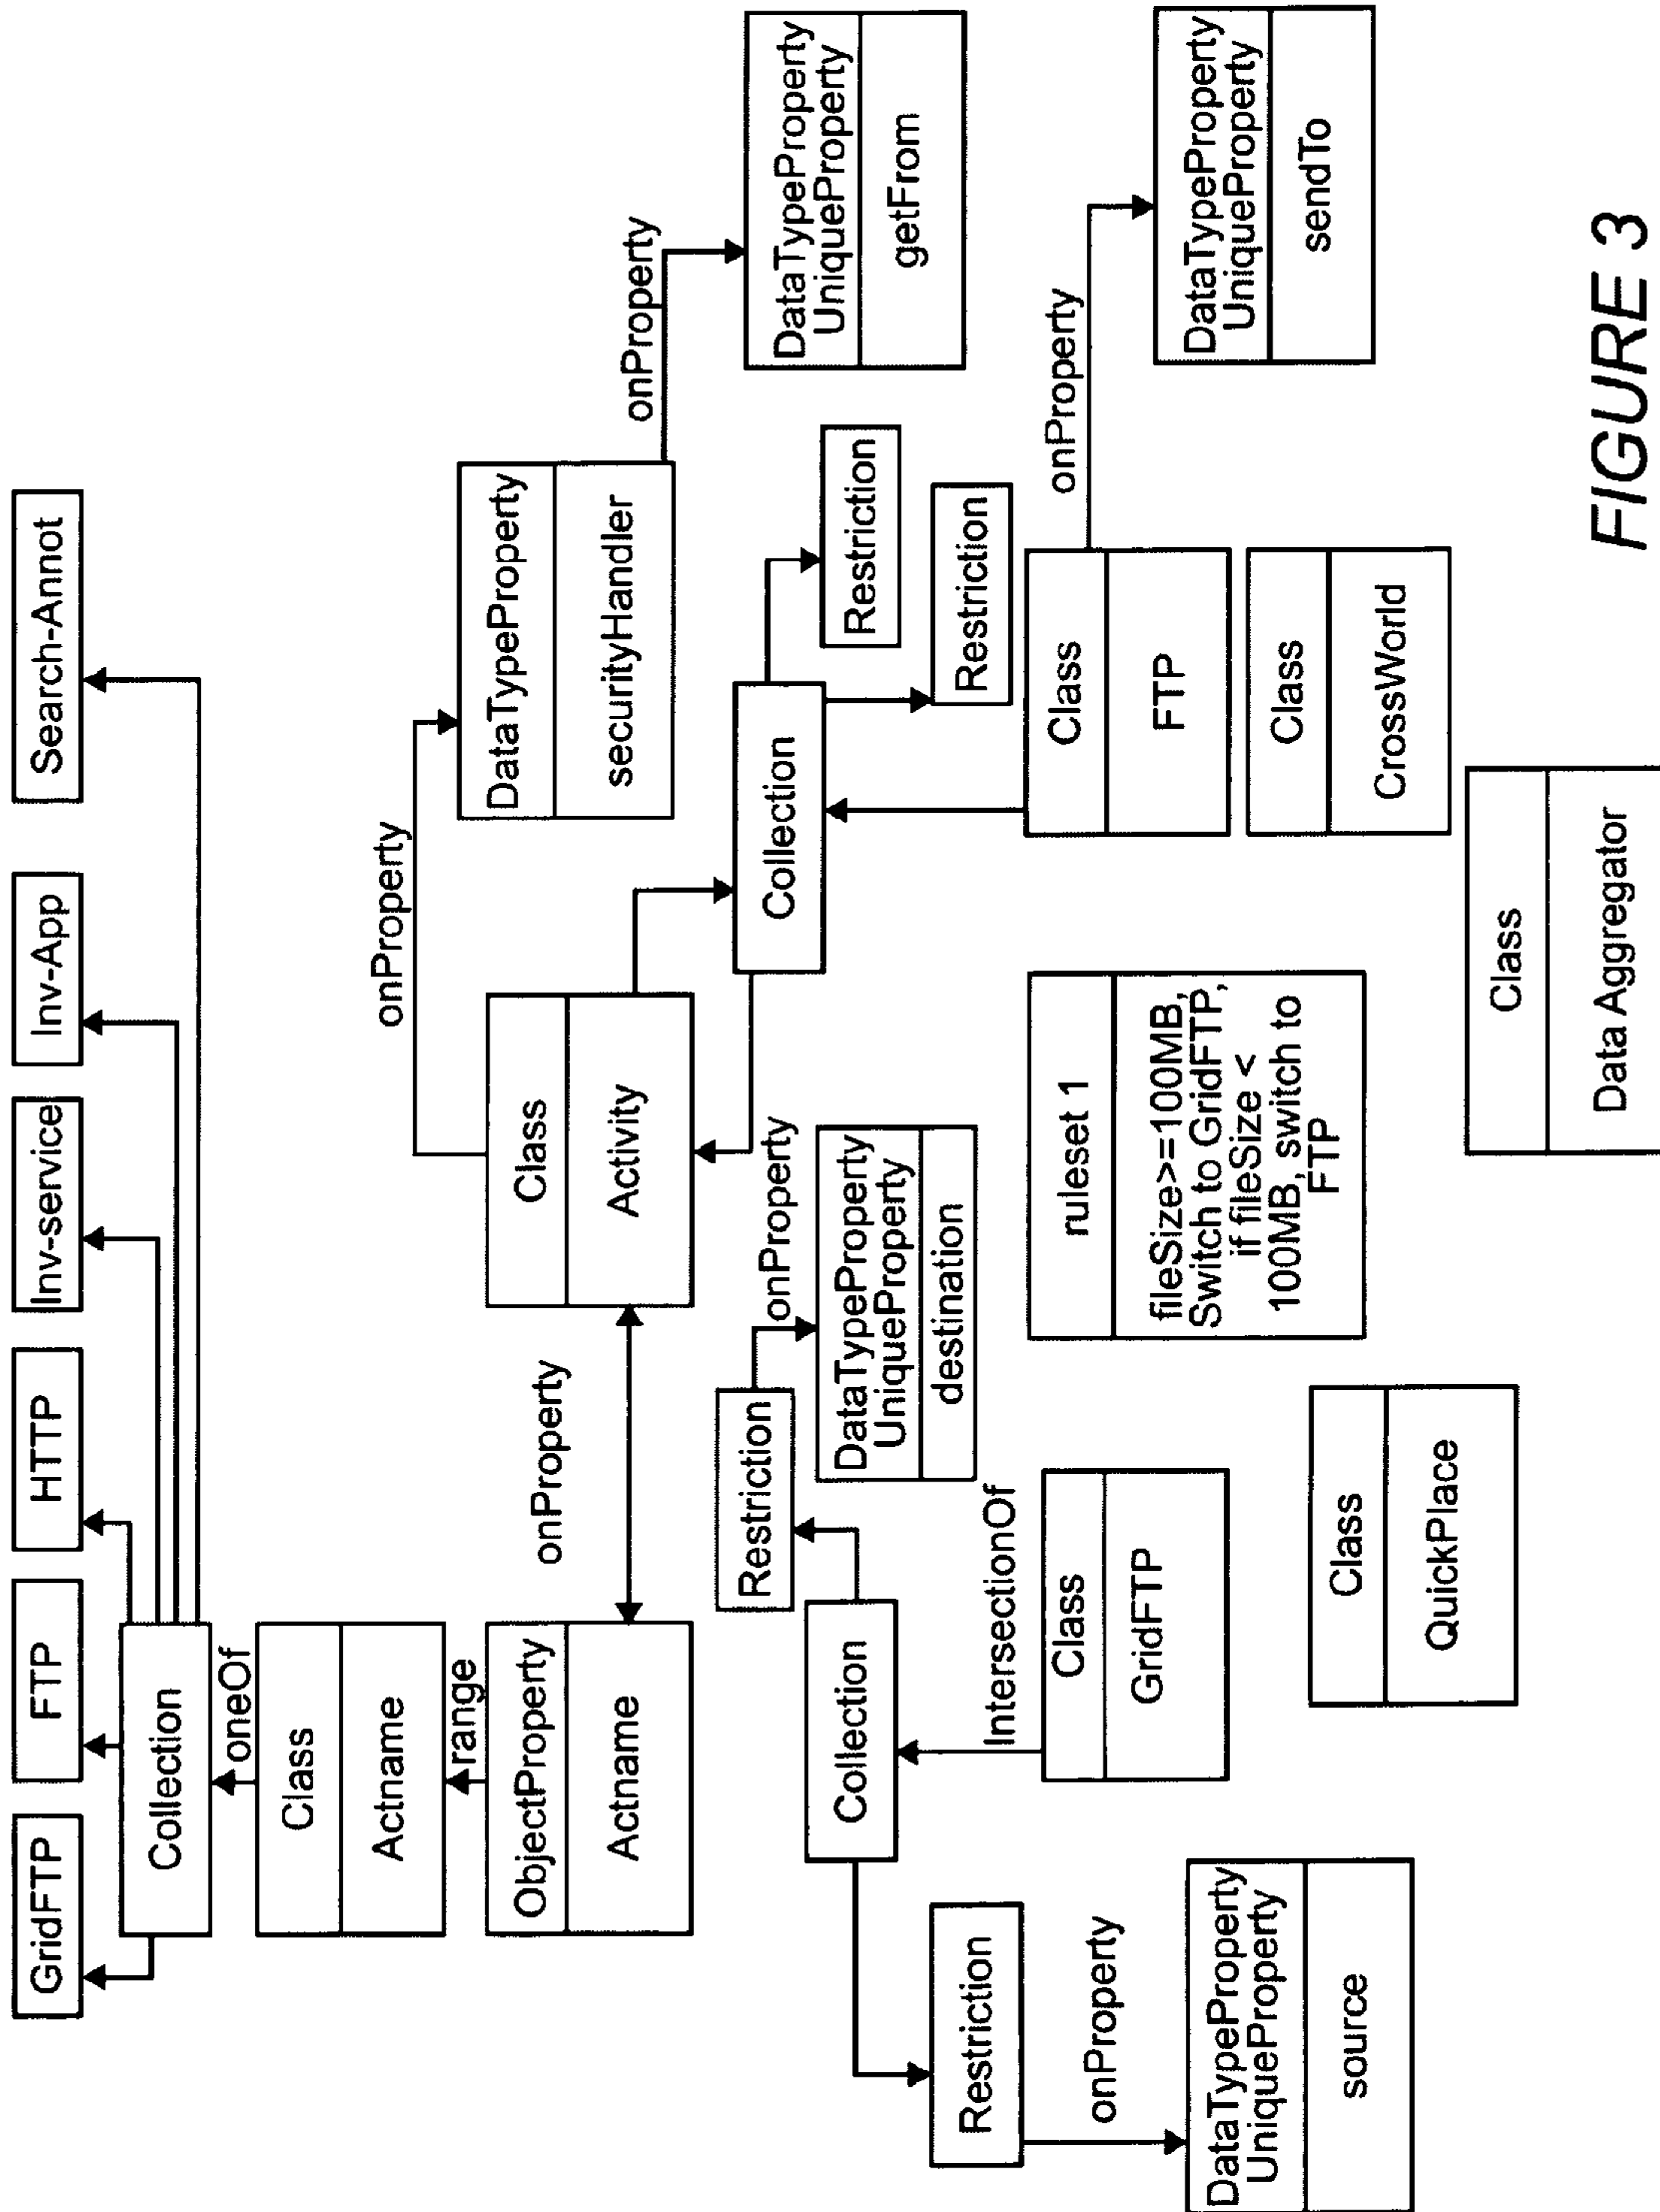 GridFTP
FTP
HTTP
Inv-service
Inv-App
Search-Annot
Collection
oneOf
Class
Actname
range
ObjectProperty
Actname
onProperty
Class
Activity
onProperty
DataTypeProperty
securityHandler
onProperty
DataTypeProperty
UniqueProperty
getFrom
Collection
Restriction
Restriction
Restriction
onProperty
DataTypeProperty
UniqueProperty
destination
Collection
IntersectionOf
Class
GridFTP
Restriction
onProperty
DataTypeProperty
UniqueProperty
source
ruleset 1
fileSize>=100MB,
Switch to GridFTP,
if fileSize <
100MB, switch to
FTP
Class
FTP
onProperty
DataTypeProperty
UniqueProperty
sendTo
Class
CrossWorld
Class
QuickPlace
Class
Data Aggregator
FIGURE 3